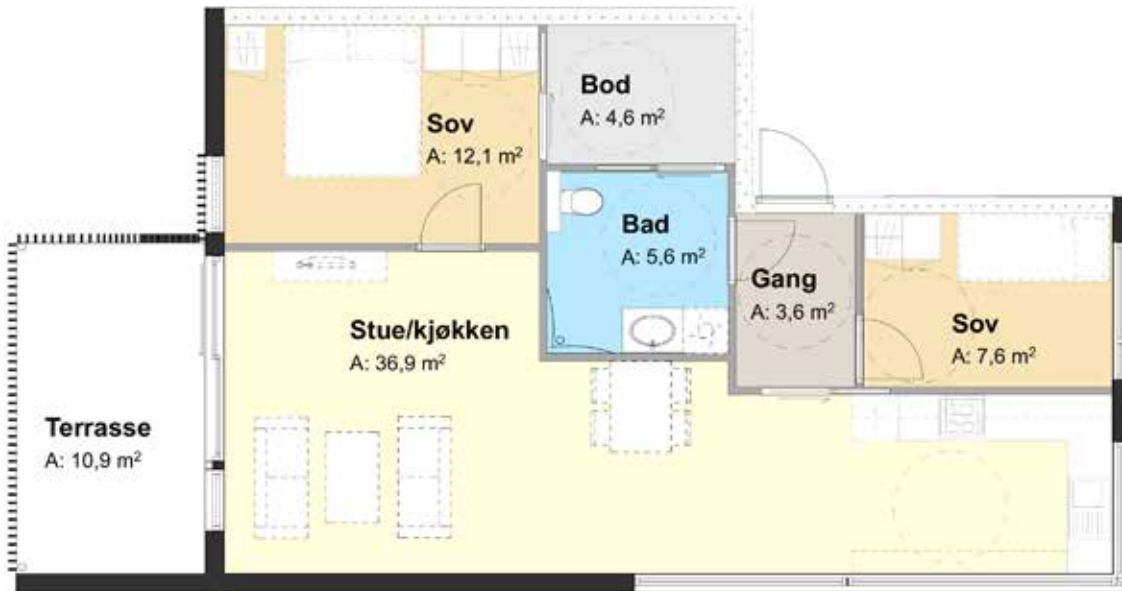 Bod
A: 4,6 m²
Sov
A: 12,1 m²
Bad
A: 5,6 m²
Gang
A: 3,6 m²
Sov
A: 7,6 m²
Stue/kjøkken
A: 36,9 m²
Terrasse
A: 10,9 m²